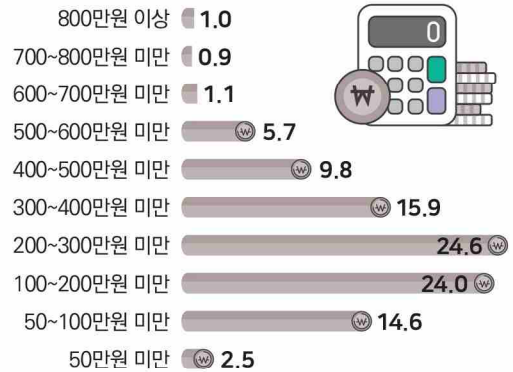 800만원 이상 1.0
0
700~800만원 미만 0.9
600~700만원 미만 1.1
₩
500~600만원 미만 5.7
400~500만원 미만 9.8
300~400만원 미만 15.9
200~300만원 미만 24.6
100~200만원 미만 24.0
50~100만원 미만 14.6
50만원 미만 2.5